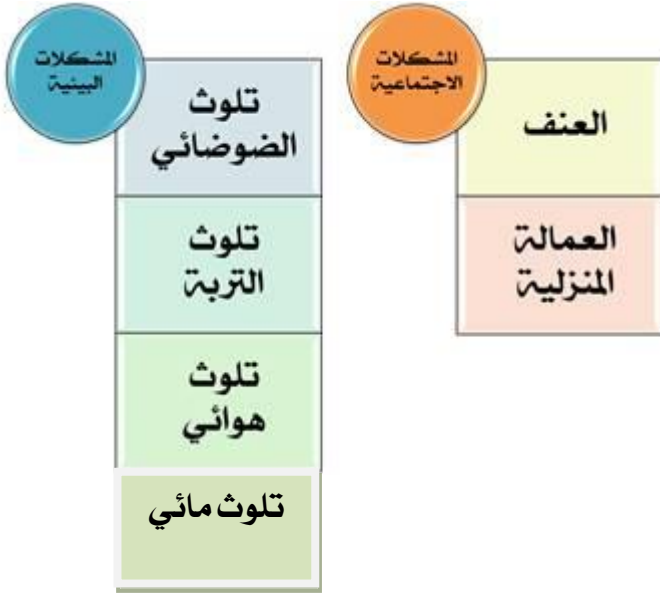 المشكلات
الاجتماعية
العنف
العمالة
المنزلية
المشكلات
البيئية
تلوث
الضوضائي
تلوث
التربة
تلوث
هوائي
تلوث مائي